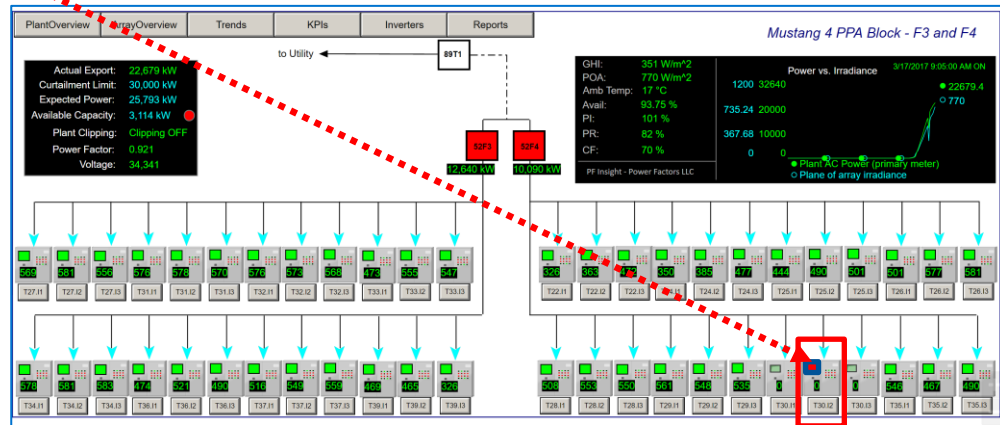 PlantOverview ArrayOverview Trends KPIs Inverters Reports
Mustang 4 PPA Block - F3 and F4
to Utility
89T1
Actual Export: 22,679 kW
Curtailment Limit: 30,000 kW
Expected Power: 25,793 kW
Available Capacity: 3,114 kW
Plant Clipping: Clipping OFF
Power Factor: 0.921
Voltage: 34,341
GHI: 351 W/m^2
POA: 770 W/m^2
Amb Temp: 17 °C
Avail: 93.75 %
PI: 101 %
PR: 82 %
CF: 70 %
PF Insight - Power Factors LLC
Power vs. Irradiance 3/17/2017 9:05:00 AM ON
1200 32640
735.24 20000
367.68 10000
0 0
22679.4
770
Plant AC Power (primary meter)
Plane of array irradiance
52F3 52F4
12,640 kW 10,090 kW
569 581 556 576 578 570 576 573 568 473 555 547
T27.I1 T27.I2 T27.I3 T31.I1 T31.I2 T31.I3 T32.I1 T32.I2 T32.I3 T33.I1 T33.I2 T33.I3
326 363 350 385 477 444 490 501 501 577 581
T22.I1 T22.I2 T22.I3 T24.I2 T24.I3 T25.I1 T25.I2 T25.I3 T26.I1 T26.I2 T26.I3
578 581 583 474 521 490 516 549 559 469 465 326
T34.I1 T34.I2 T34.I3 T36.I1 T36.I2 T36.I3 T37.I1 T37.I2 T37.I3 T39.I1 T39.I2 T39.I3
508 553 550 561 548 535 0 0 0 546 467 490
T28.I1 T28.I2 T28.I3 T29.I1 T29.I2 T29.I3 T30.I1 T30.I2 T30.I3 T35.I1 T35.I2 T35.I3